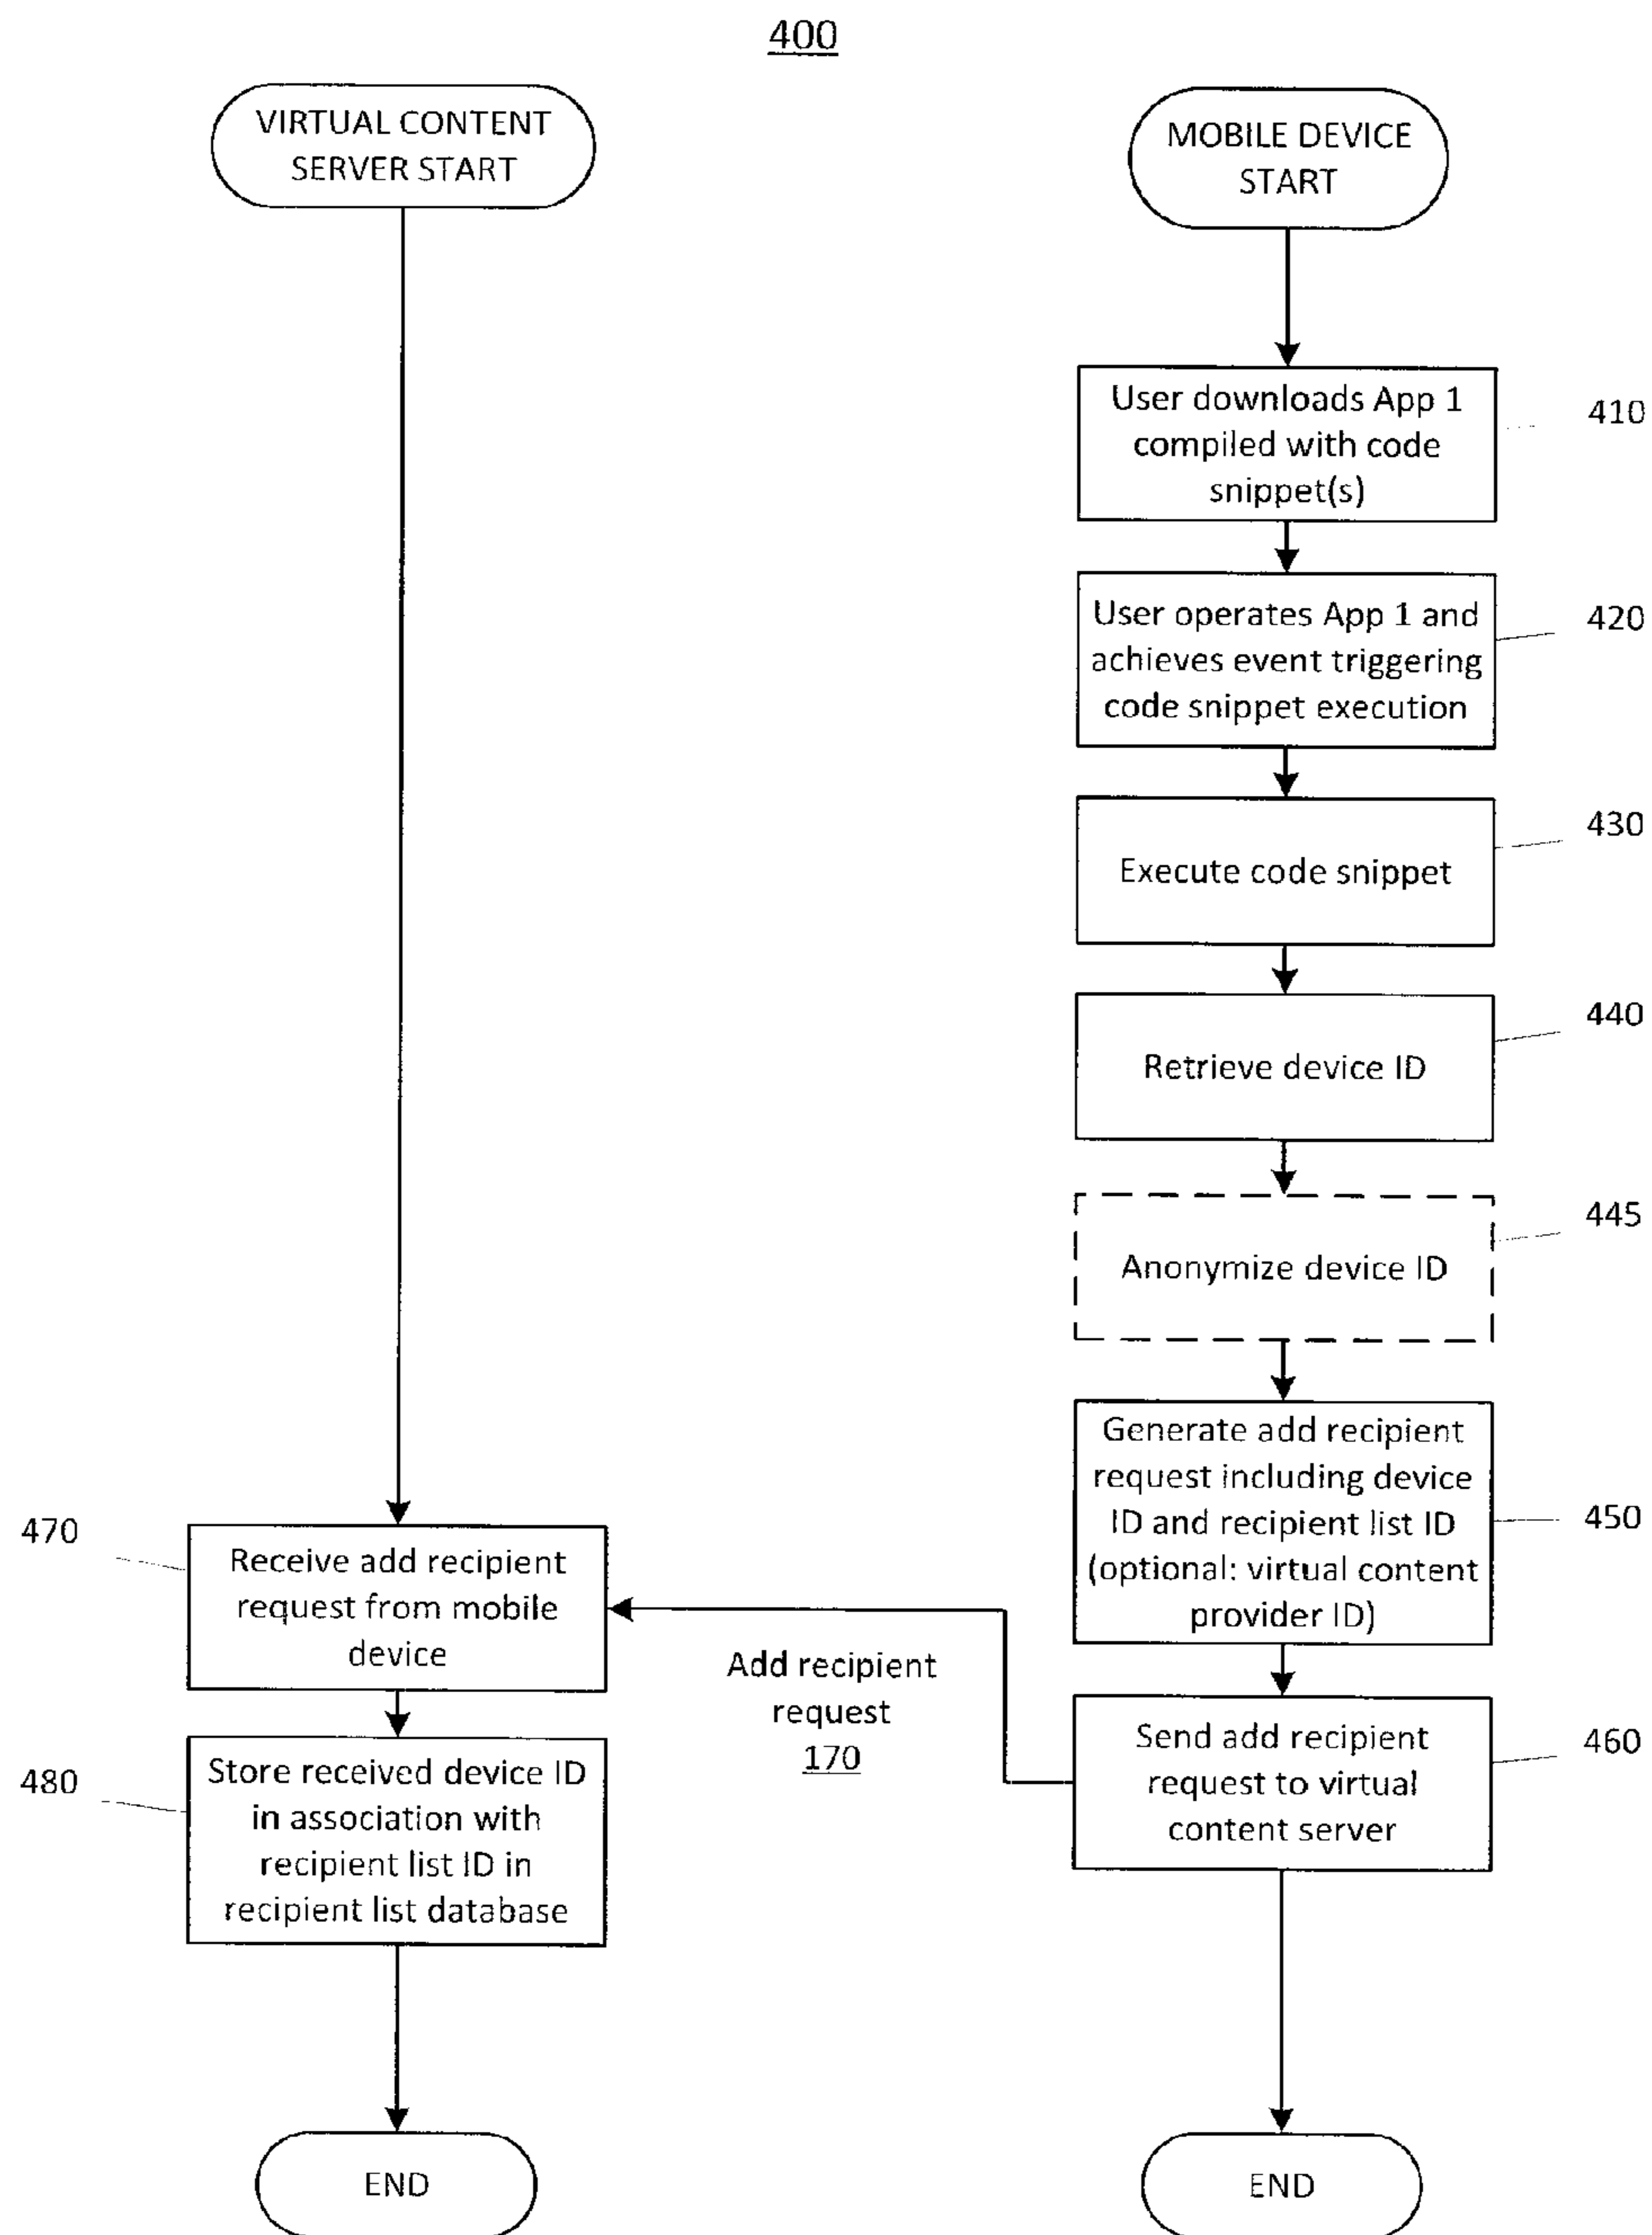 400
VIRTUAL CONTENT
SERVER START
MOBILE DEVICE
START
User downloads App 1
compiled with code
snippet(s)
410
User operates App 1 and
achieves event triggering
code snippet execution
420
Execute code snippet
430
Retrieve device ID
440
Anonymize device ID
445
Generate add recipient
request including device
ID and recipient list ID
(optional: virtual content
provider ID)
450
470
Receive add recipient
request from mobile
device
Add recipient
request
170
Send add recipient
request to virtual
content server
460
480
Store received device ID
in association with
recipient list ID in
recipient list database
END
END